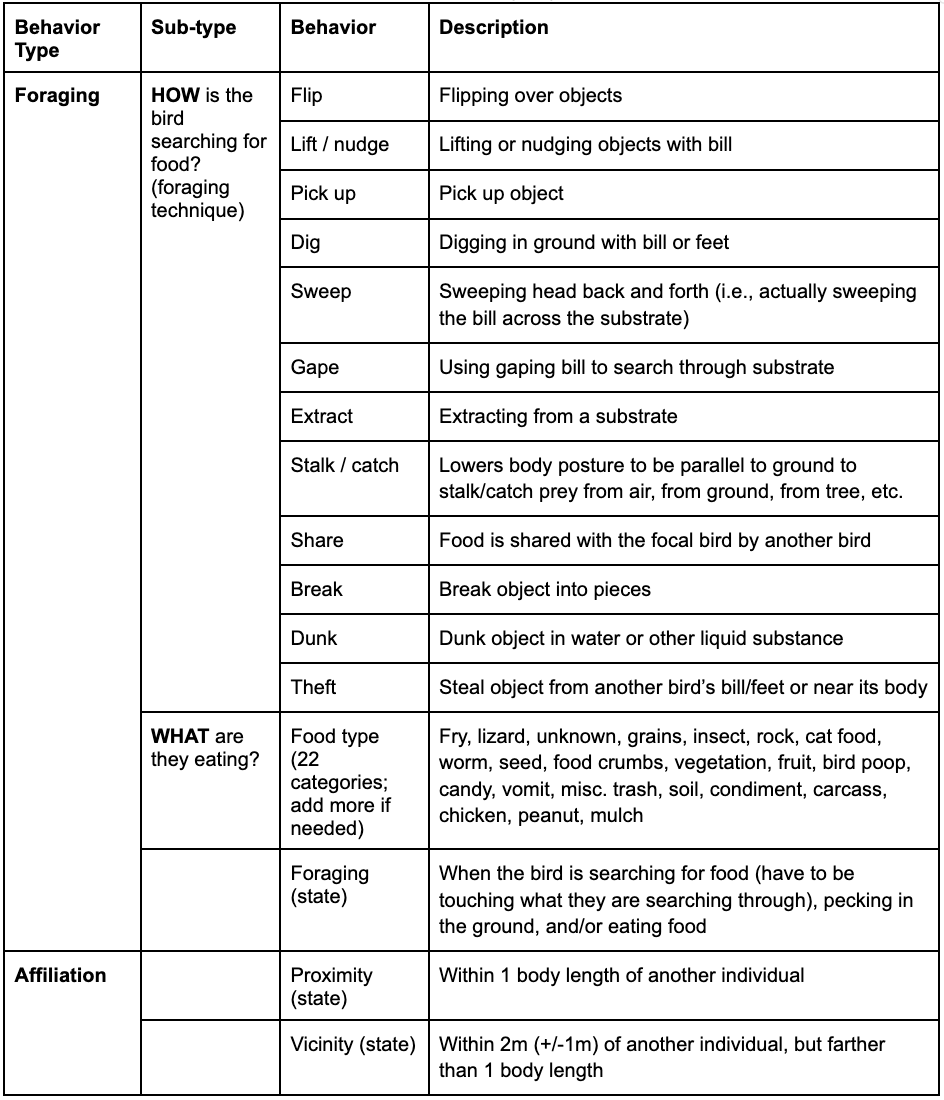 Behavior Type
Sub-type
Behavior
Description
Foraging
HOW is the
bird
searching for
food?
(foraging
technique)
Flip
Flipping over objects
Lift / nudge
Lifting or nudging objects with bill
Pick up
Pick up object
Dig
Digging in ground with bill or feet
Sweep
Sweeping head back and forth (i.e., actually sweeping
the bill across the substrate)
Gape
Using gaping bill to search through substrate
Extract
Extracting from a substrate
Stalk / catch
Lowers body posture to be parallel to ground to
stalk/catch prey from air, from ground, from tree, etc.
Share
Food is shared with the focal bird by another bird
Break
Break object into pieces
Dunk
Dunk object in water or other liquid substance
Theft
Steal object from another bird’s bill/feet or near its body
WHAT are
they eating?
Food type
(22
categories;
add more if
needed)
Fry, lizard, unknown, grains, insect, rock, cat food,
worm, seed, food crumbs, vegetation, fruit, bird poop,
candy, vomit, misc. trash, soil, condiment, carcass,
chicken, peanut, mulch
Foraging
(state)
When the bird is searching for food (have to be
touching what they are searching through), pecking in
the ground, and/or eating food
Affiliation
Proximity
(state)
Within 1 body length of another individual
Vicinity (state)
Within 2m (+/-1m) of another individual, but farther
than 1 body length